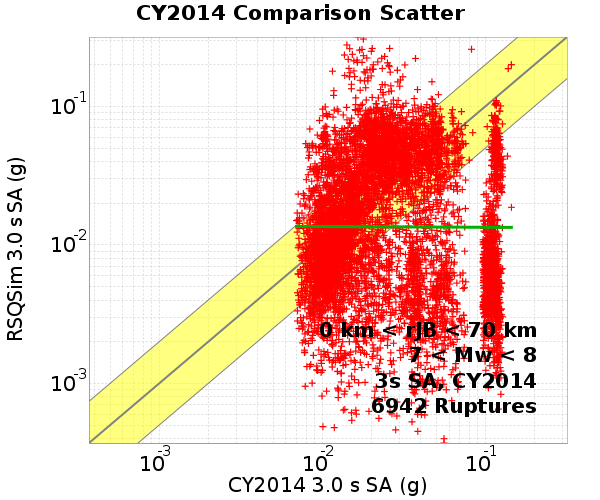 CY2014 Comparison Scatter
RSQSim 3.0 s SA (g)
10-1
10-2
10-3
0 km < rJB < 70 km
7 < Mw < 8
3s SA, CY2014
6942 Ruptures
10-3
10-2
10-1
CY2014 3.0 s SA (g)